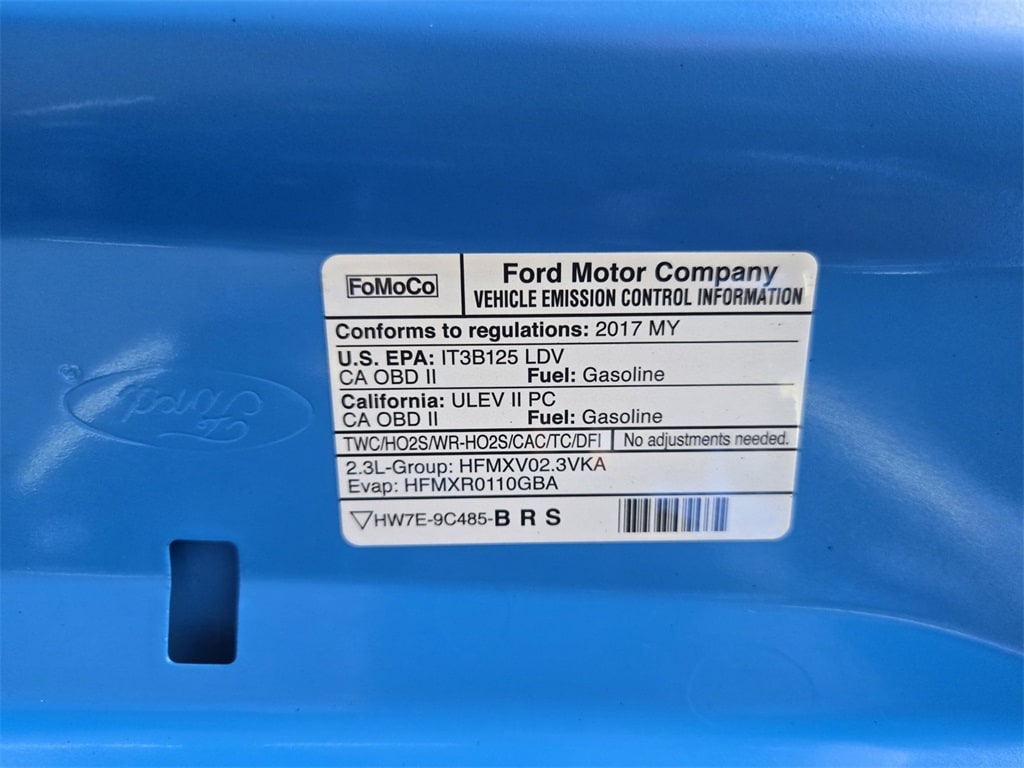 FoMoCo
Ford Motor Company
VEHICLE EMISSION CONTROL INFORMATION
Conforms to regulations: 2017 MY
U.S. EPA: IT3B125 LDV
CA OBD II Fuel: Gasoline
California: ULEV II PC
CA OBD II Fuel: Gasoline
TWC/HO2S/WR-HO2S/CAC/TC/DFI No adjustments needed.
2.3L-Group: HFMXV02.3VKA
Evap: HFMXR0110GBA
HW7E-9C485-B R S
Ford